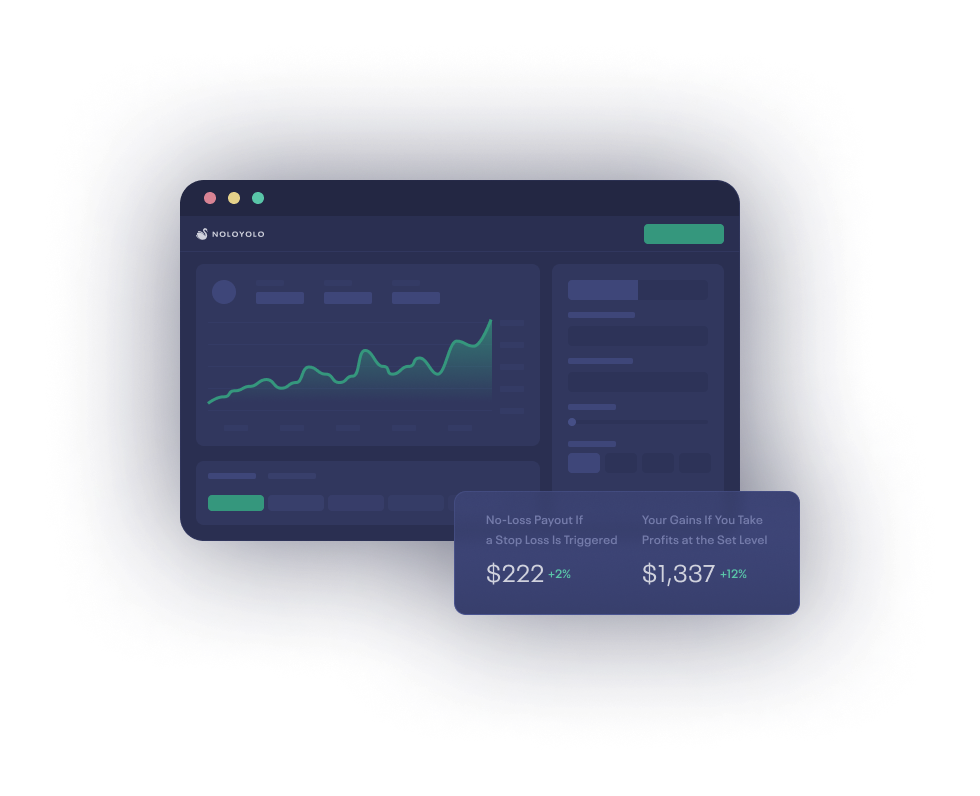 NOLOYOLO
No-Loss Payout If
a Stop Loss Is Triggered
$222 +2%
Your Gains If You Take
Profits at the Set Level
$1,337 +12%